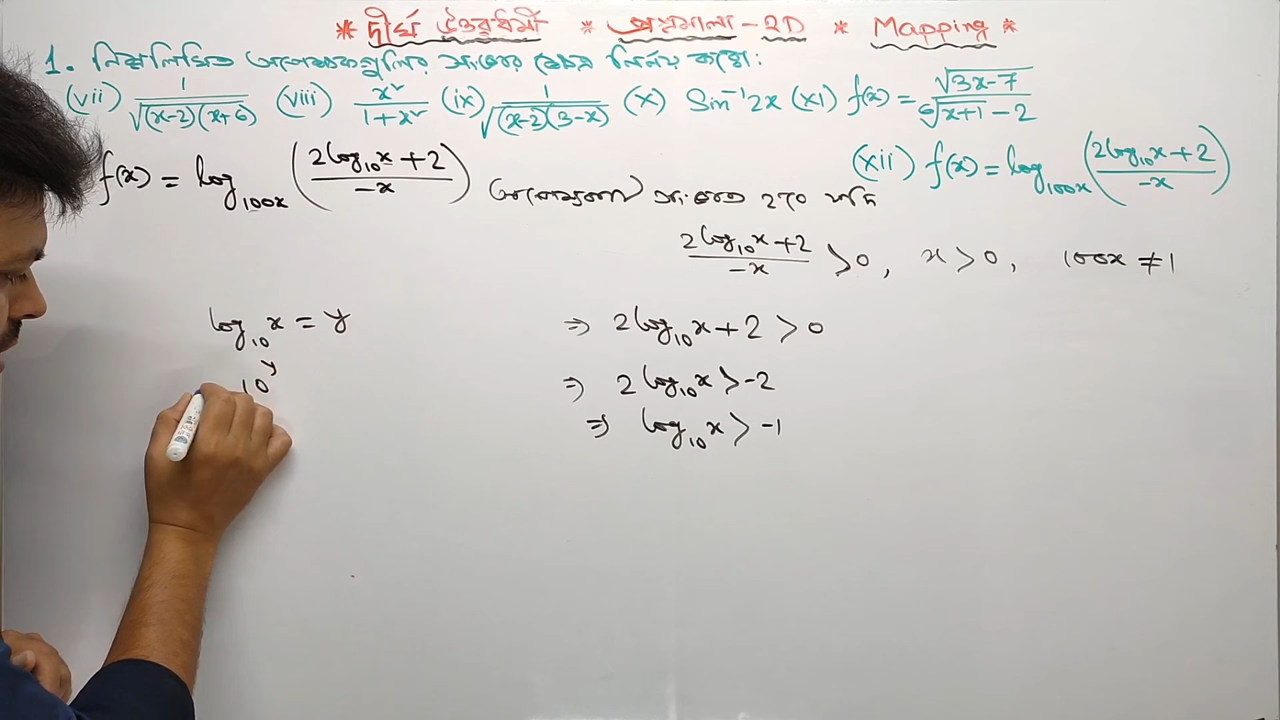 * দীর্ঘ উত্তরধর্মী * প্রশ্নমালা - 2D * Mapping *
1. নিম্নলিখিত অপেক্ষকগুলির সংজ্ঞার ক্ষেত্র নির্ণয় করো:
(vii) 1/√(x-2)(x+6) (viii) x²/1+x² (ix) 1/√(x-2)(3-x) (x) Sin⁻¹2x (xi) f(x) = √3x-7 / ⁶√x+1 - 2
(xii) f(x) = log₁₀₀ₓ (2log₁₀x+2 / -x)
f(x) = log₁₀₀ₓ (2log₁₀x+2 / -x) অপেক্ষকটি সংজ্ঞাত হবে যদি
2log₁₀x+2 / -x > 0, x > 0, 100x ≠ 1
log₁₀x = y
⇒ 2log₁₀x + 2 > 0
10ʸ
⇒ 2log₁₀x > -2
⇒ log₁₀x > -1